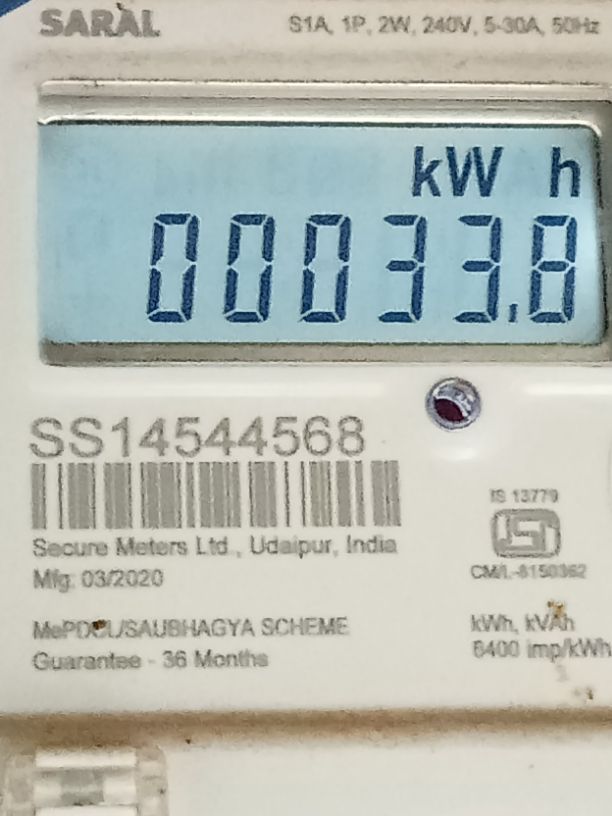 SARAL
S1A, 1P, 2W, 240V, 5-30A, 50Hz
kW h
00033.8
SS14544568
Secure Meters Ltd., Udaipur, India
Mfg. 03/2020
MePDCL/SAUBHAGYA SCHEME
Guarantee - 36 Months
IS 13779
ISI
CM/L-8150362
kWh, kVAh
6400 imp/kWh